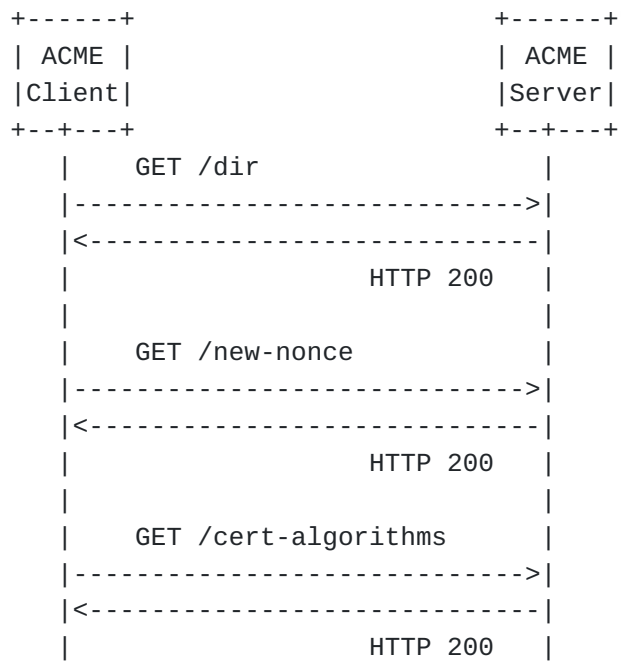 +------+                       +------+
| ACME |                       | ACME |
|Client|                       |Server|
+--+---+                       +--+---+
   |    GET /dir                  |
   |----------------------------->|
   |<-----------------------------|
   |                   HTTP 200   |
   |                              |
   |    GET /new-nonce            |
   |----------------------------->|
   |<-----------------------------|
   |                   HTTP 200   |
   |                              |
   |    GET /cert-algorithms      |
   |----------------------------->|
   |<-----------------------------|
   |                   HTTP 200   |